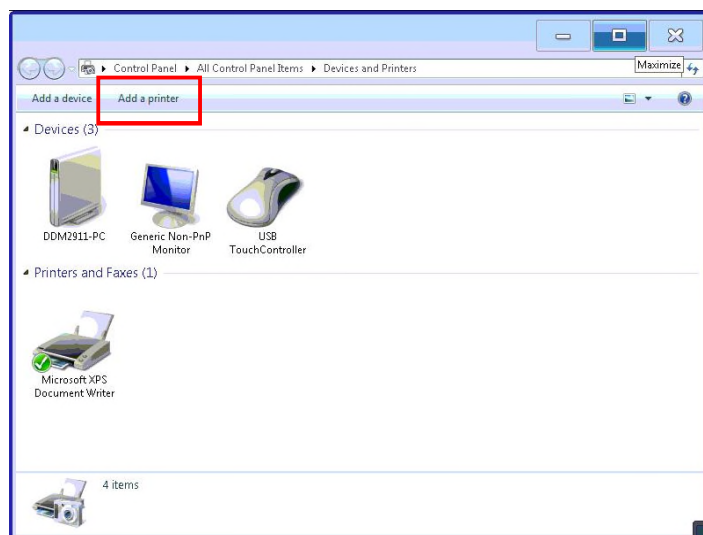 Control Panel All Control Panel Items Devices and Printers
Maximize
Add a device Add a printer
Devices (3)
DDM2911-PC
Generic Non-PnP
Monitor
USB
TouchController
Printers and Faxes (1)
Microsoft XPS
Document Writer
4 items